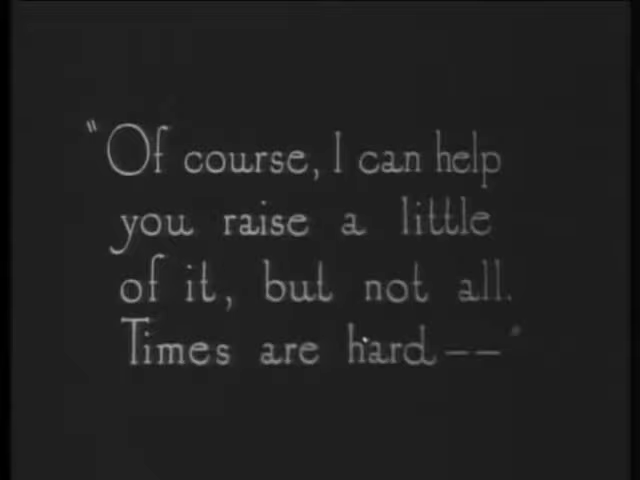 "Of course, I can help
you raise a little
of it, but not all.
Times are hard--"